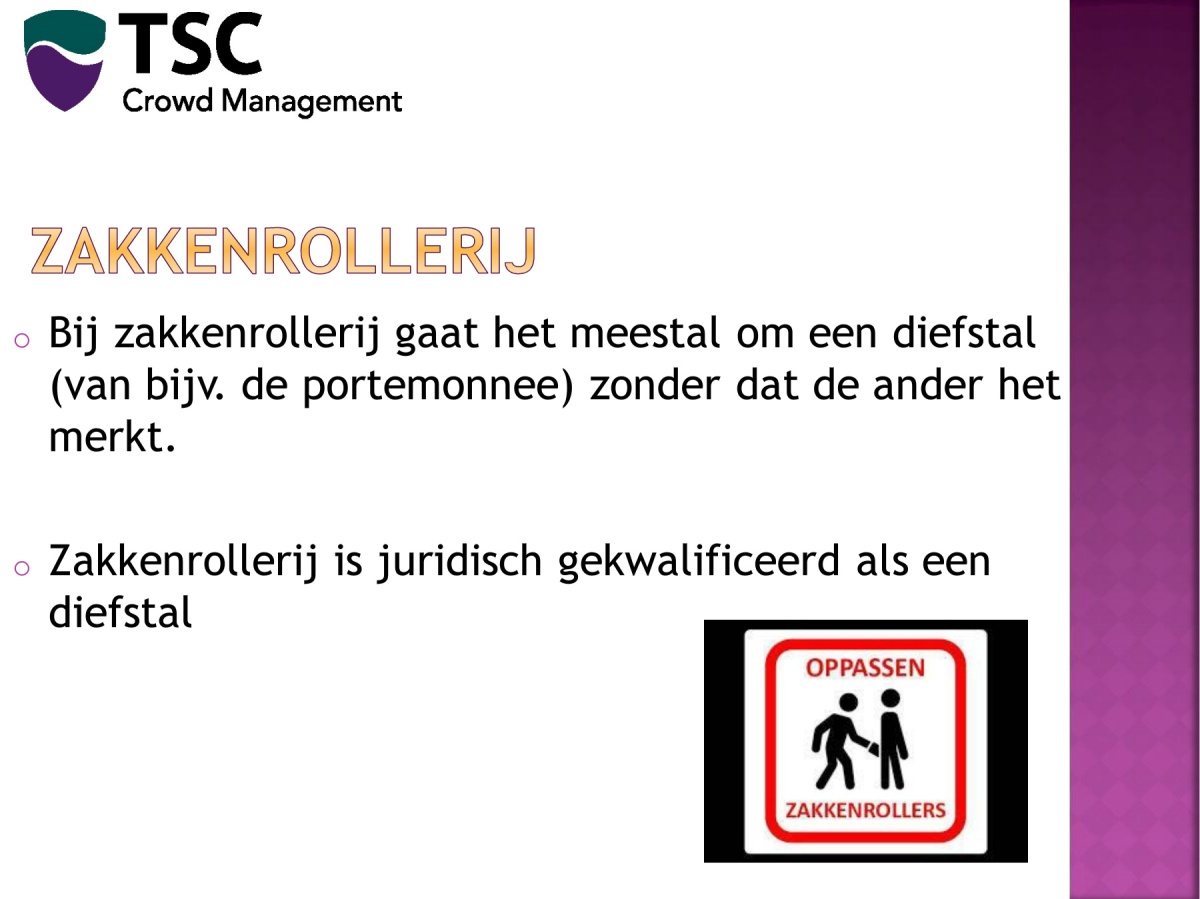 TSC
Crowd Management
ZAKKENROLLERIJ
o Bij zakkenrollerij gaat het meestal om een diefstal
(van bijv. de portemonnee) zonder dat de ander het
merkt.
o Zakkenrollerij is juridisch gekwalificeerd als een
diefstal
OPPASSEN
ZAKKENROLLERS